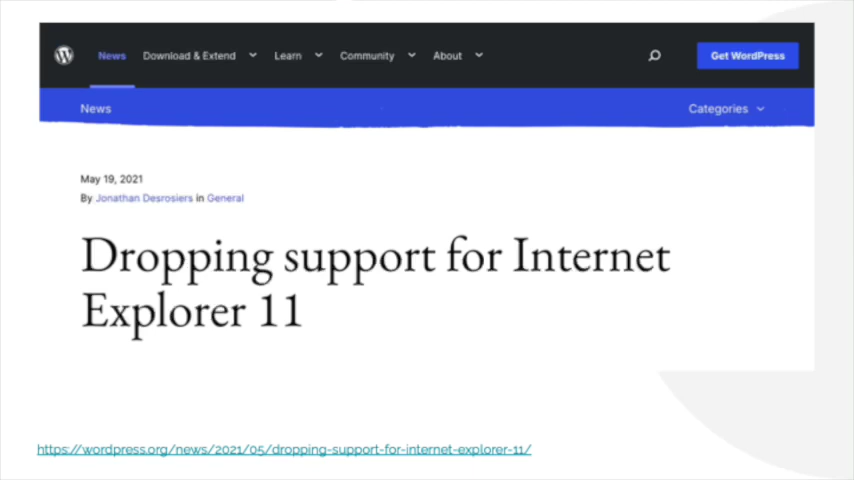 News Download & Extend Learn Community About Get WordPress
News Categories
May 19, 2021
By Jonathan Desrosiers in General
Dropping support for Internet
Explorer 11
https://wordpress.org/news/2021/05/dropping-support-for-internet-explorer-11/